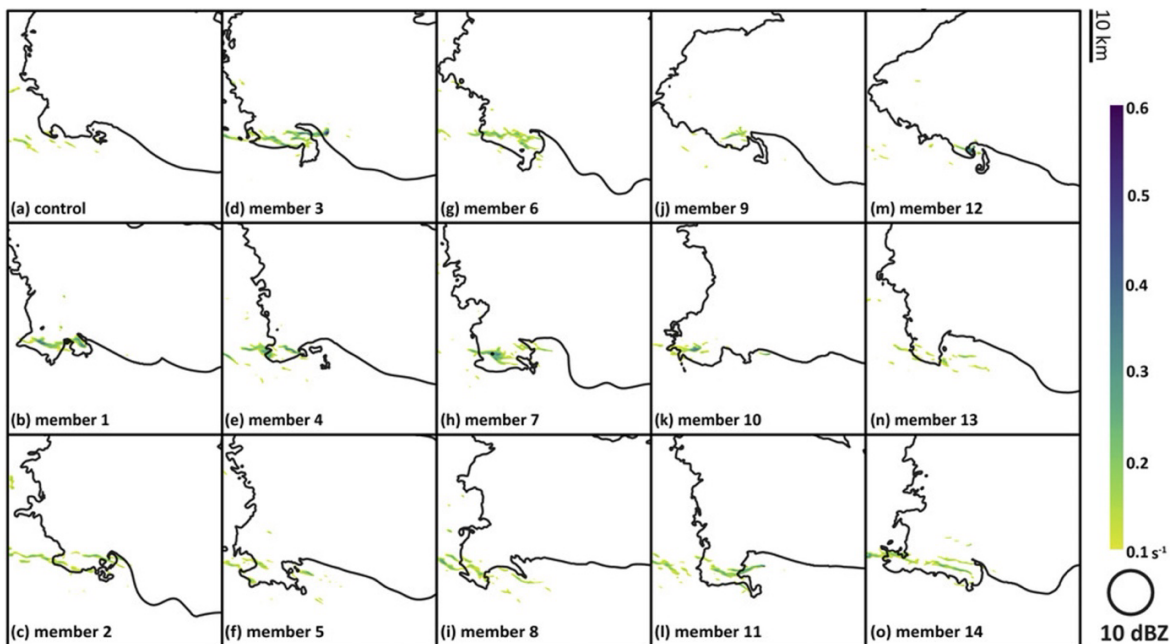 (a) control
(d) member 3
(g) member 6
(j) member 9
(m) member 12
(b) member 1
(e) member 4
(h) member 7
(k) member 10
(n) member 13
(c) member 2
(f) member 5
(i) member 8
(l) member 11
(o) member 14
10 km
0.6
0.5
0.4
0.3
0.2
0.1 s⁻¹
10 dBZ